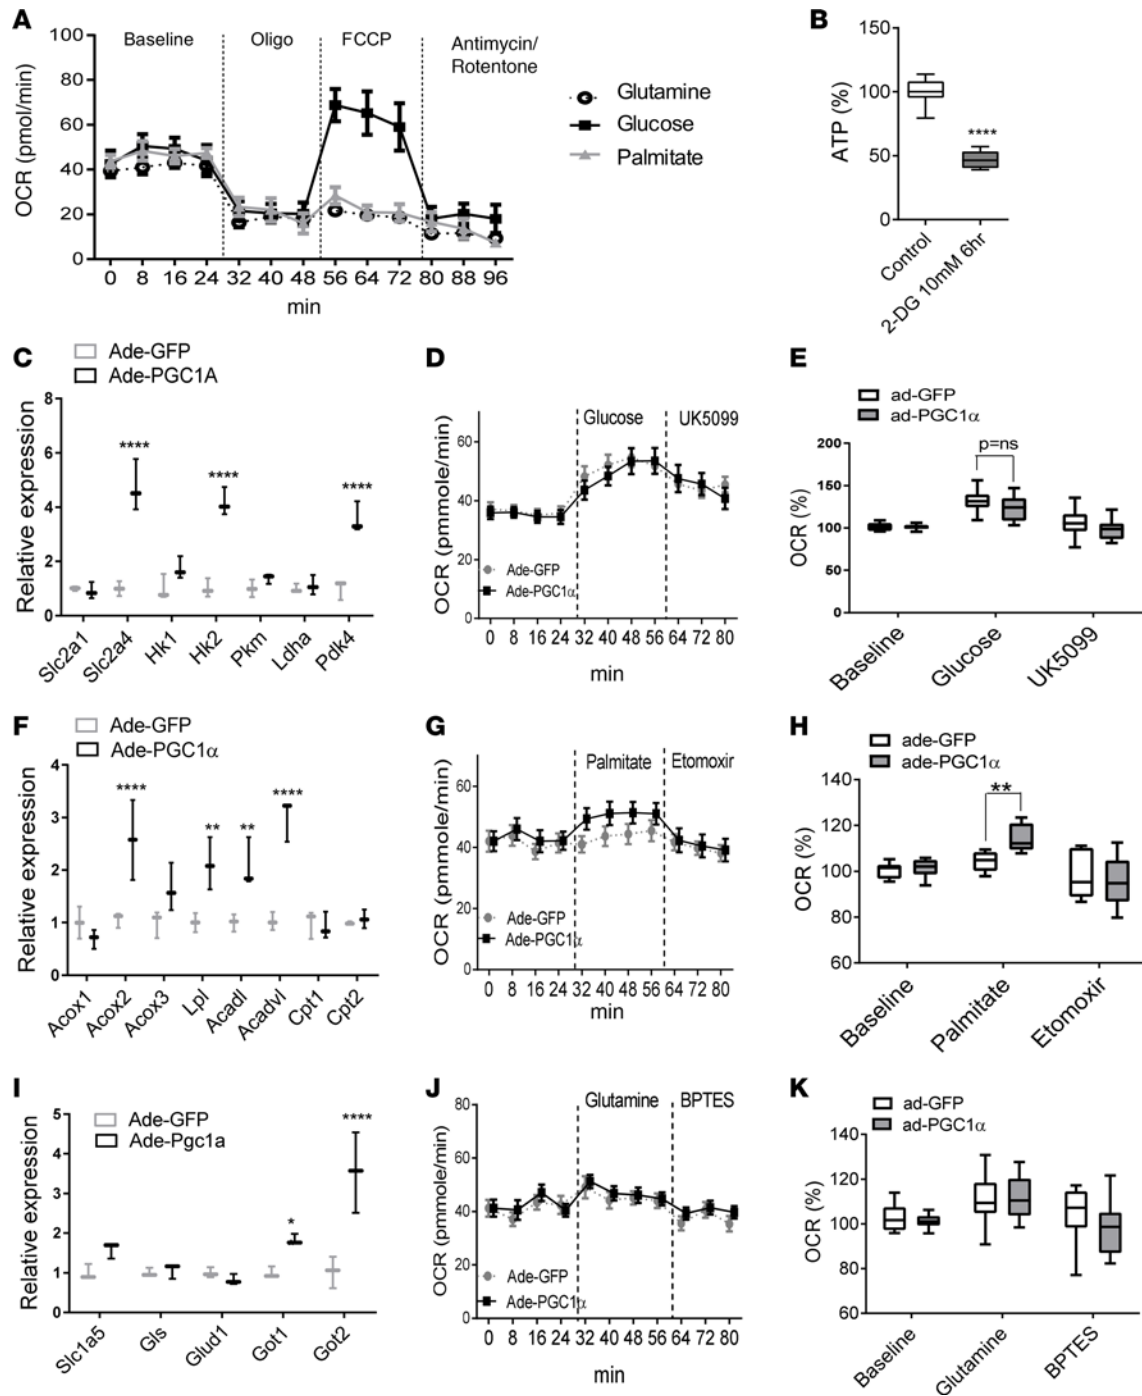 A
Baseline
Oligo
FCCP
Antimycin/
Rotentone
OCR (pmol/min)
100
80
60
40
20
0
0 8 16 24 32 40 48 56 64 72 80 88 96
min
Glutamine
Glucose
Palmitate
B
ATP (%)
150
100
50
0
****
Control
2-DG 10mM 6hr
C
Ade-GFP
Ade-PGC1A
Relative expression
8
6
4
2
0
****
****
****
Slc2a1
Slc2a4
Hk1
Hk2
Pkm
Ldha
Pdk4
D
Glucose
UK5099
OCR (pmmole/min)
60
40
20
0
Ade-GFP
Ade-PGC1α
0 8 16 24 32 40 48 56 64 72 80
min
E
ad-GFP
ad-PGC1α
OCR (%)
200
150
100
50
0
p=ns
Baseline
Glucose
UK5099
F
Ade-GFP
Ade-PGC1α
Relative expression
4
3
2
1
0
****
**
**
****
Acox1
Acox2
Acox3
Lpl
Acadl
Acadvl
Cpt1
Cpt2
G
Palmitate
Etomoxir
OCR (pmmole/min)
60
40
20
0
Ade-GFP
Ade-PGC1α
0 8 16 24 32 40 48 56 64 72 80
min
H
ade-GFP
ade-PGC1α
OCR (%)
140
120
100
80
60
**
Baseline
Palmitate
Etomoxir
I
Ade-GFP
Ade-Pgc1a
Relative expression
5
4
3
2
1
0
*
****
Slc1a5
Gls
Glud1
Got1
Got2
J
Glutamine
BPTES
OCR (pmmole/min)
80
60
40
20
0
Ade-GFP
Ade-PGC1α
0 8 16 24 32 40 48 56 64 72 80
min
K
ad-GFP
ad-PGC1α
OCR (%)
140
120
100
80
60
Baseline
Glutamine
BPTES